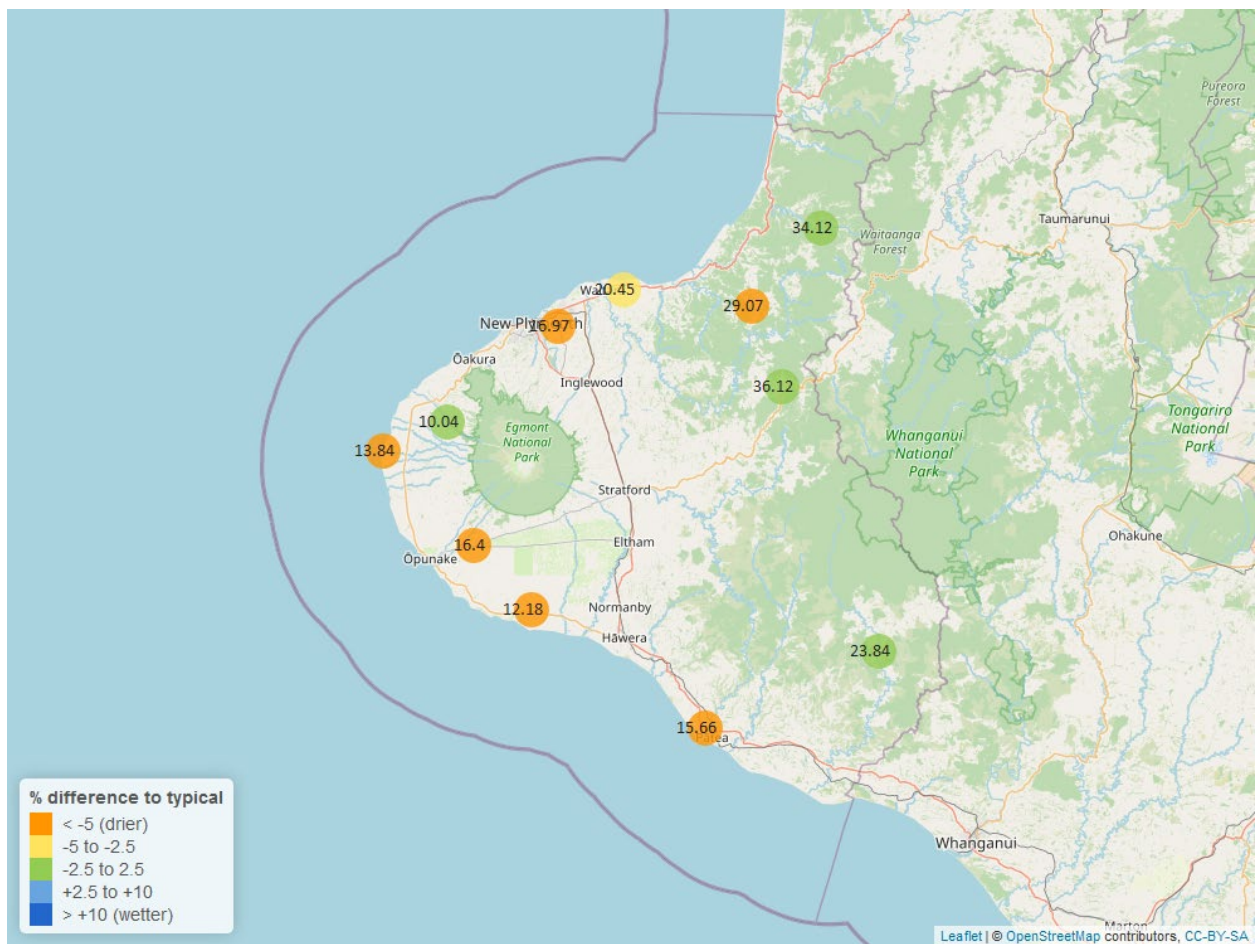 Pureora
Forest
Taumarunui
34.12
Waitaanga
Forest
20.45
29.07
New Plymouth
16.97
Ōakura
Inglewood
36.12
10.04
Egmont
National
Park
Tongariro
National
Park
Whanganui
National
Park
13.84
Stratford
Ohakune
16.4
Eltham
Ōpunake
12.18
Normanby
Hāwera
23.84
15.66
Patea
% difference to typical
< -5 (drier)
-5 to -2.5
-2.5 to 2.5
+2.5 to +10
> +10 (wetter)
Whanganui
Marton
Leaflet | © OpenStreetMap contributors, CC-BY-SA